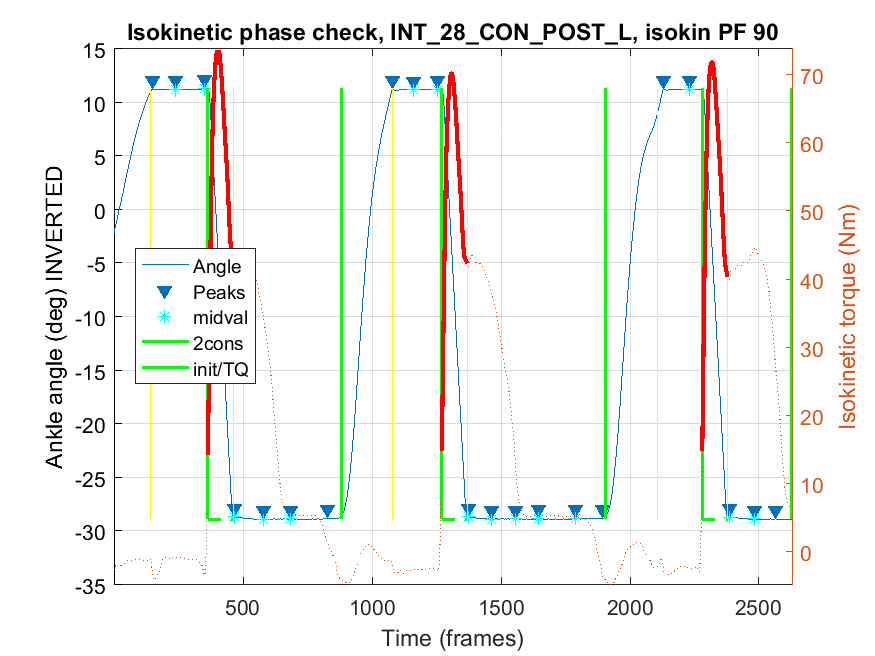 Isokinetic phase check, INT_28_CON_POST_L, isokin PF 90
15
10
5
0
-5
-10
-15
-20
-25
-30
-35
Ankle angle (deg) INVERTED
Angle
Peaks
midval
2cons
init/TQ
70
60
50
40
30
20
10
0
Isokinetic torque (Nm)
500
1000
1500
2000
2500
Time (frames)